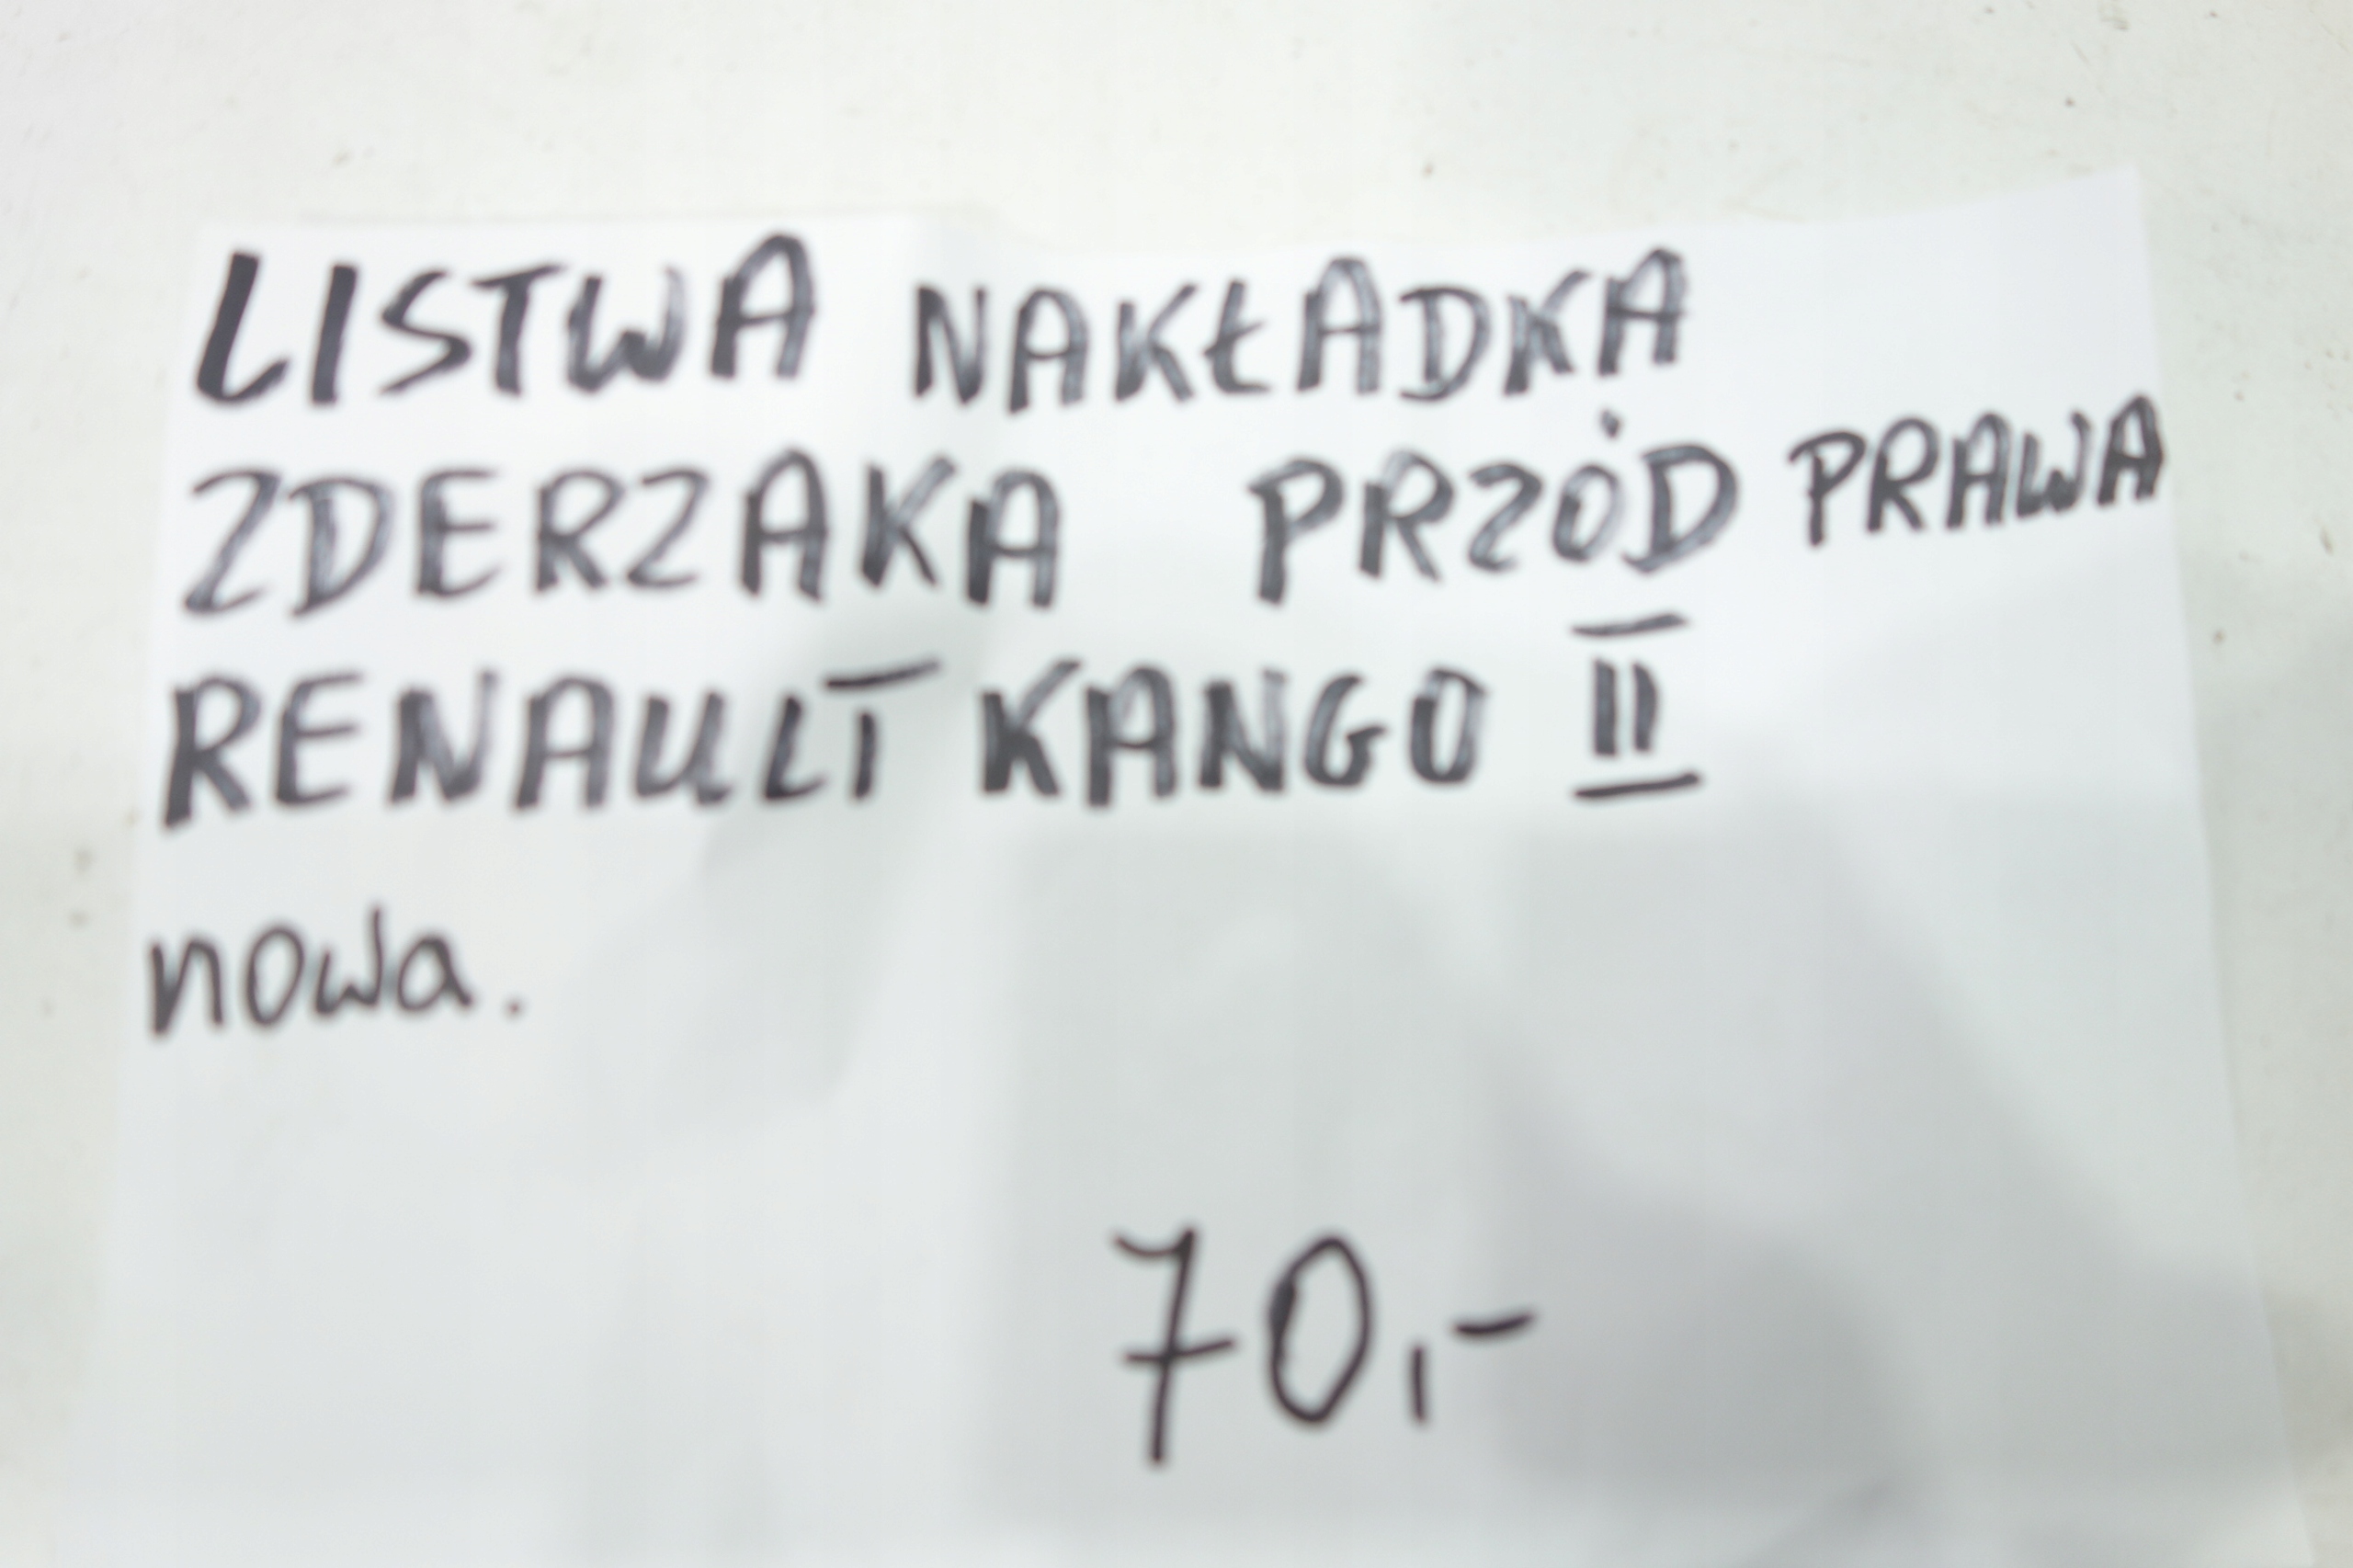 LISTWA NAKŁADKA
ZDERZAKA PRZÓD PRAWA
RENAULT KANGO II
nowa.
70,-